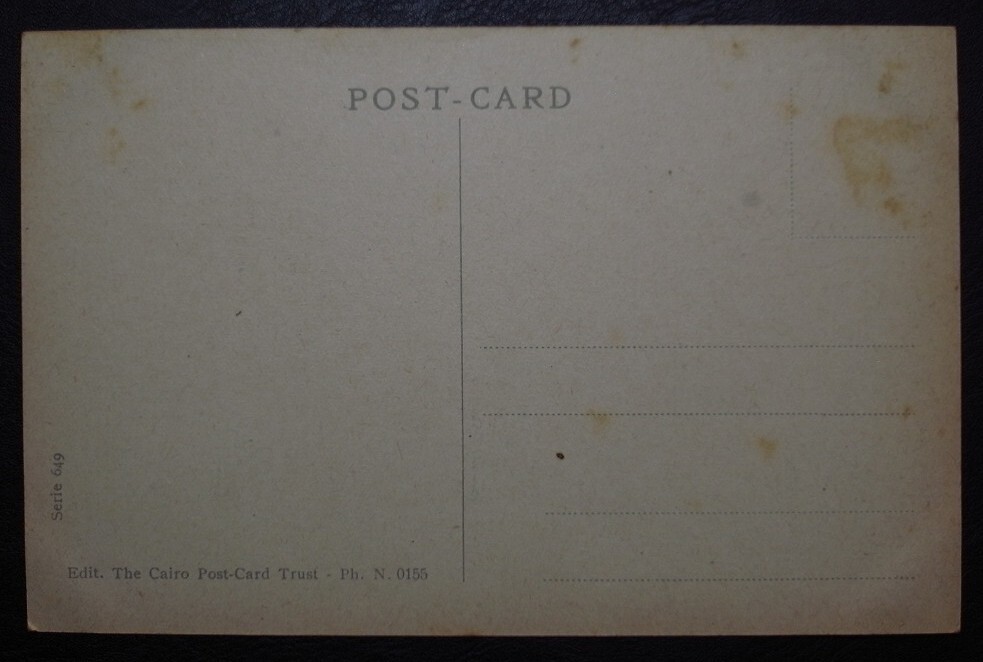 POST-CARD
Serie 649
Edit. The Cairo Post-Card Trust - Ph. N. 0155